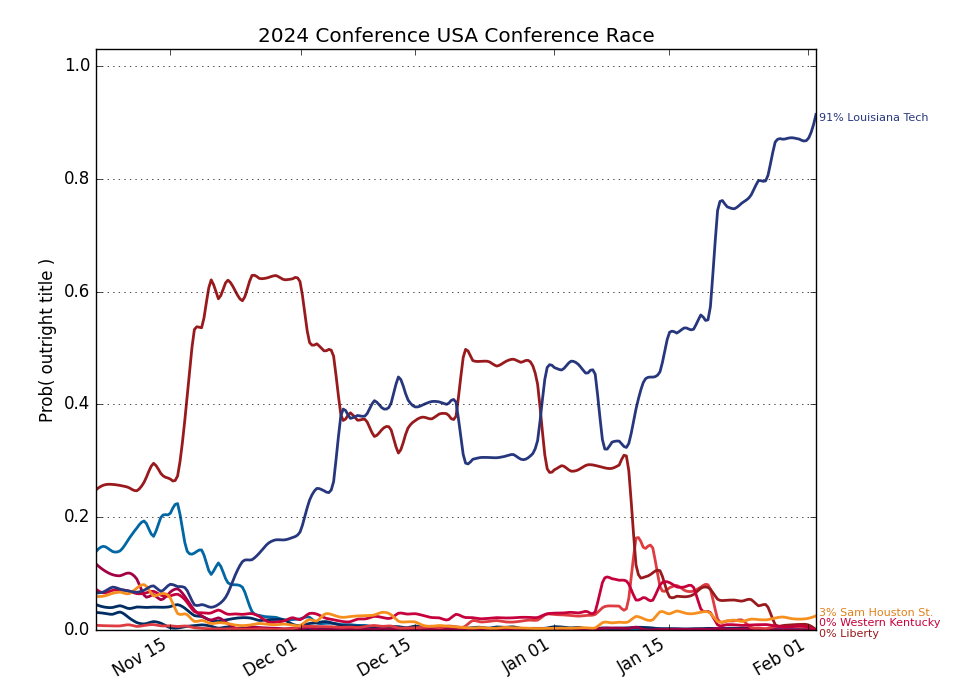 2024 Conference USA Conference Race
1.0
0.8
0.6
0.4
0.2
0.0
Prob( outright title )
Nov 15
Dec 01
Dec 15
Jan 01
Jan 15
Feb 01
91% Louisiana Tech
3% Sam Houston St.
0% Western Kentucky
0% Liberty